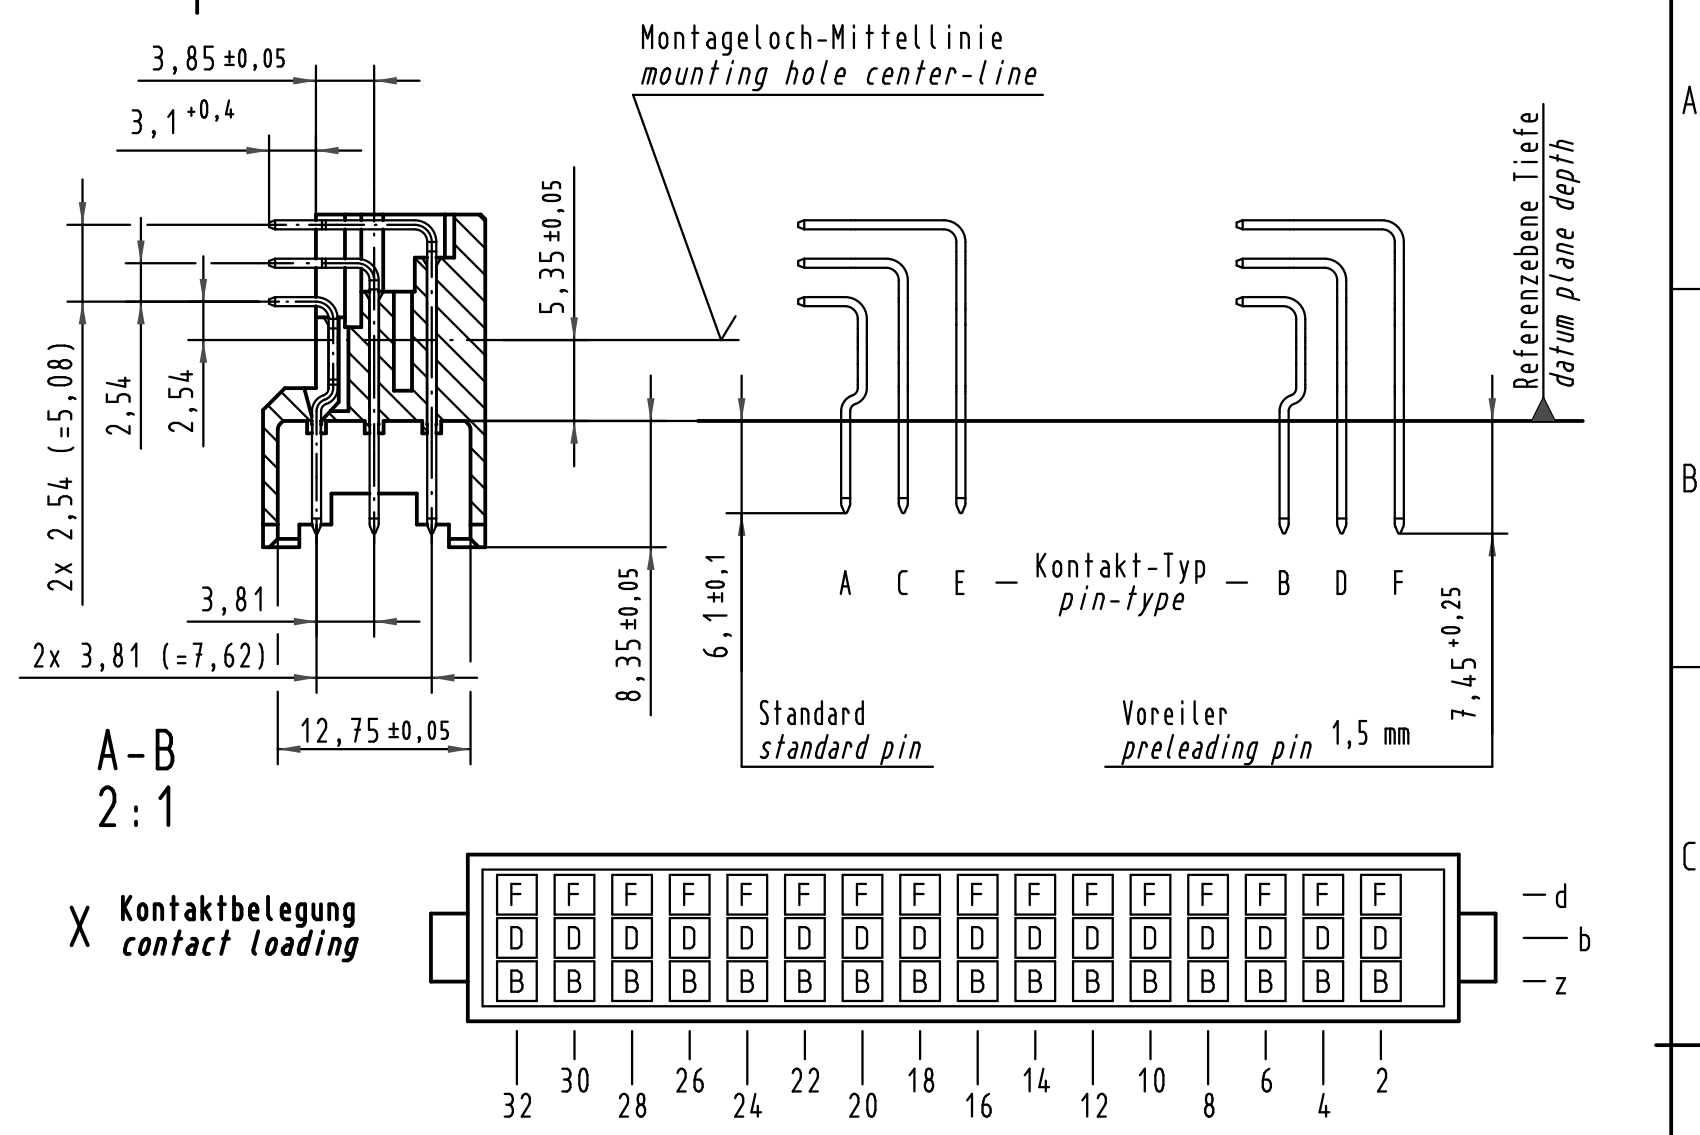 3,85 ±0,05
3,1 +0,4
Montageloch-Mittellinie
mounting hole center-line
5,35 ±0,05
2x 2,54 (=5,08)
2,54
2,54
3,81
2x 3,81 (=7,62)
12,75 ±0,05
8,35 ±0,05
6,1 ±0,1
A C E — Kontakt-Typ — B D F
pin-type
7,45 +0,25
Referenzebene Tiefe
datum plane depth
Standard
standard pin
Voreiler
preleading pin 1,5 mm
A-B
2:1
X Kontaktbelegung
contact loading
F F F F F F F F F F F F F F F F d
D D D D D D D D D D D D D D D D b
B B B B B B B B B B B B B B B B z
30 26 22 18 14 10 6 2
32 28 24 20 16 12 8 4
A
B
C